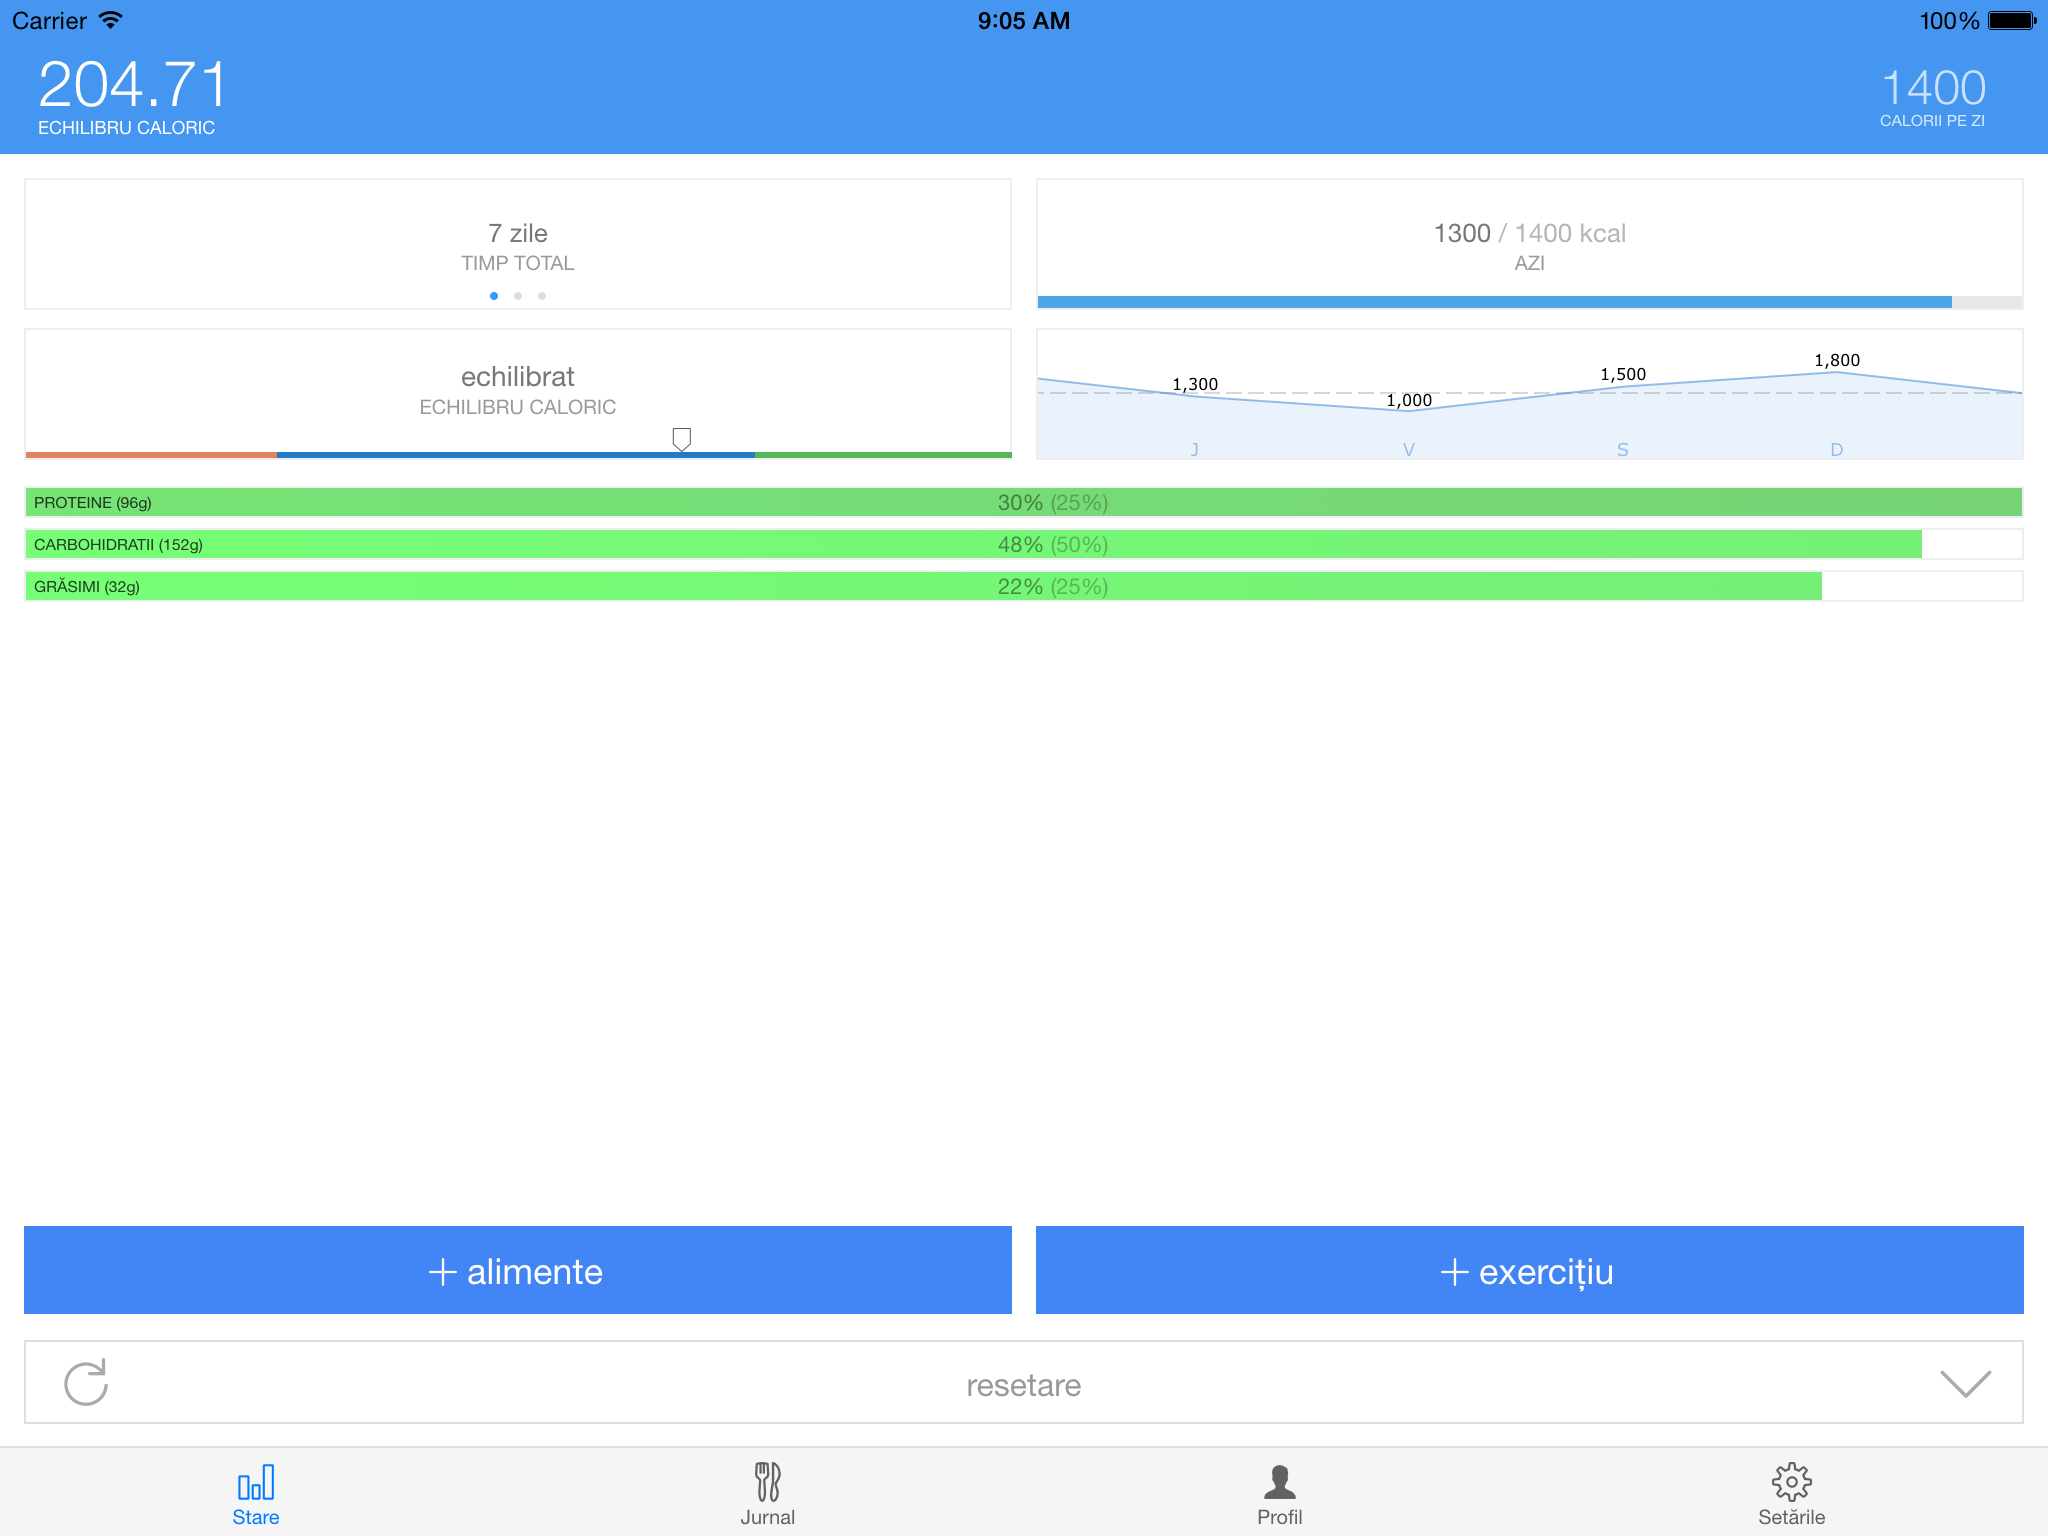 Carrier 9:05 AM 100%
204.71
ECHILIBRU CALORIC
1400
CALORII PE ZI
7 zile
TIMP TOTAL
1300 / 1400 kcal
AZI
echilibrat
ECHILIBRU CALORIC
1,300 1,000 1,500 1,800
J V S D
PROTEINE (96g) 30% (25%)
CARBOHIDRATII (152g) 48% (50%)
GRĂSIMI (32g) 22% (25%)
+ alimente
+ exercițiu
resetare
Stare Jurnal Profil Setările